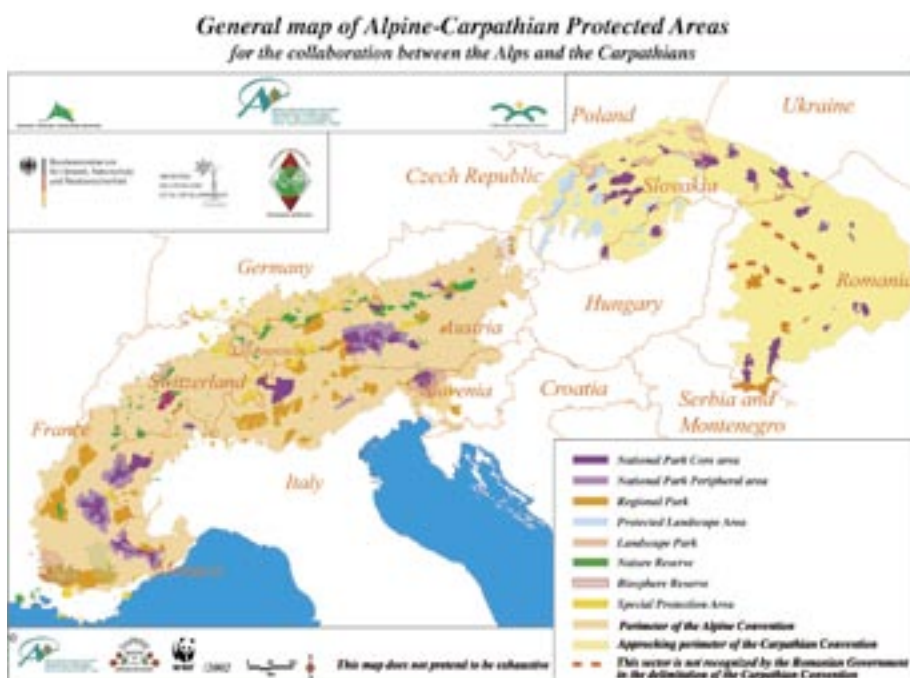 General map of Alpine-Carpathian Protected Areas
for the collaboration between the Alps and the Carpathians
Poland
Ukraine
Czech Republic
Slovakia
Germany
Romania
Hungary
Austria
Switzerland
Slovenia
Croatia
Serbia and
Montenegro
France
Italy
National Park Core area
National Park Peripheral area
Regional Park
Protected Landscape Area
Landscape Park
Nature Reserve
Biosphere Reserve
Special Protection Area
Perimeter of the Alpine Convention
Approching perimeter of the Carpathian Convention
This sector is not recognized by the Romanian Government
in the delimitation of the Carpathian Convention
WWF
/2002
This map does not pretend to be exhaustive